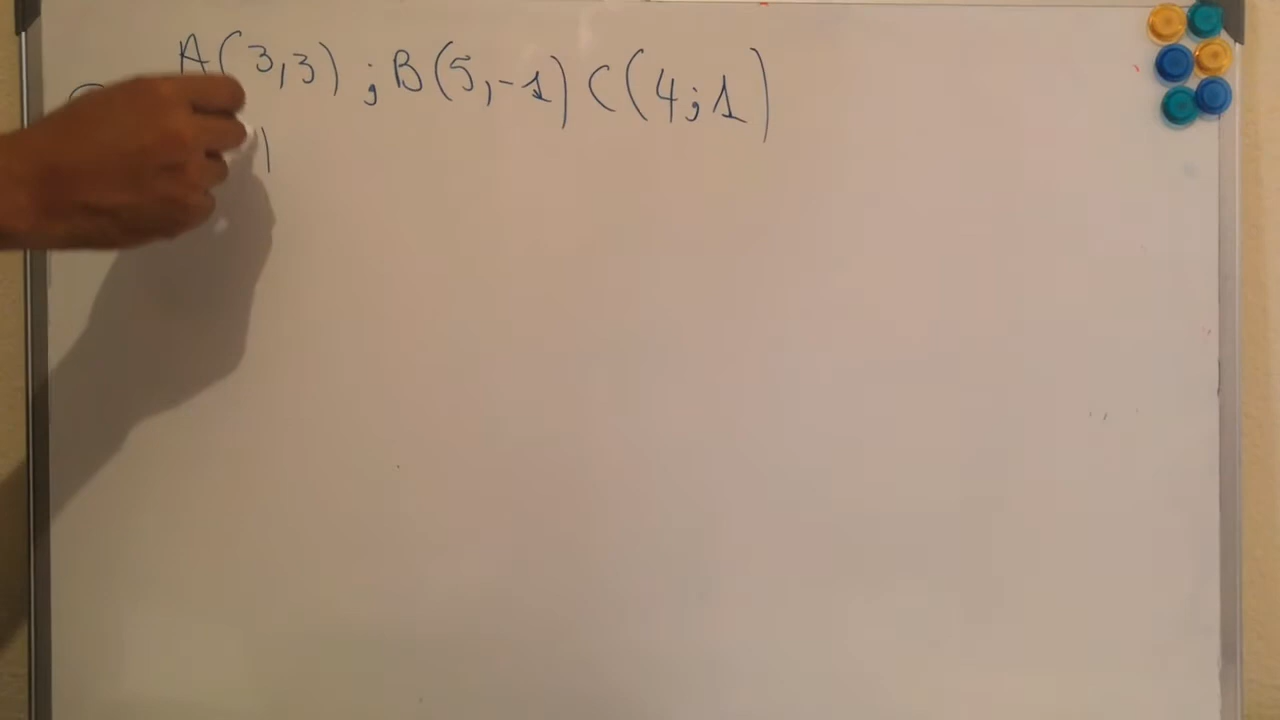 A(3,3) ; B(5,-1) C(4;1)